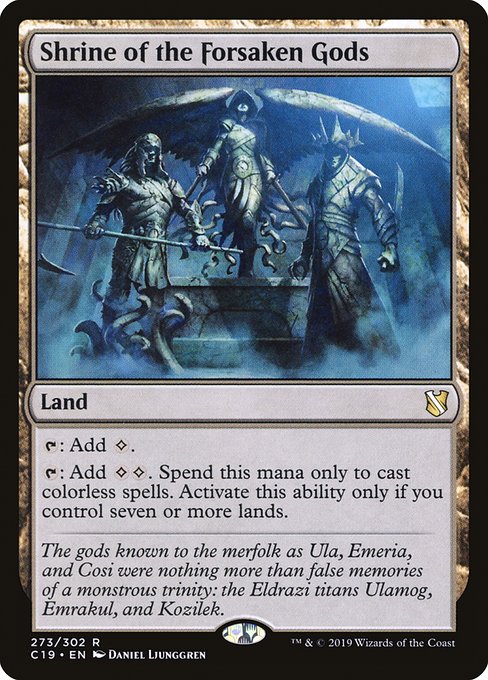 Shrine of the Forsaken Gods
Land
: Add .
: Add . Spend this mana only to cast
colorless spells. Activate this ability only if you
control seven or more lands.
The gods known to the merfolk as Ula, Emeria,
and Cosi were nothing more than false memories
of a monstrous trinity: the Eldrazi titans Ulamog,
Emrakul, and Kozilek.
273/302 R
C19 • EN Daniel Ljunggren
™ & © 2019 Wizards of the Coast